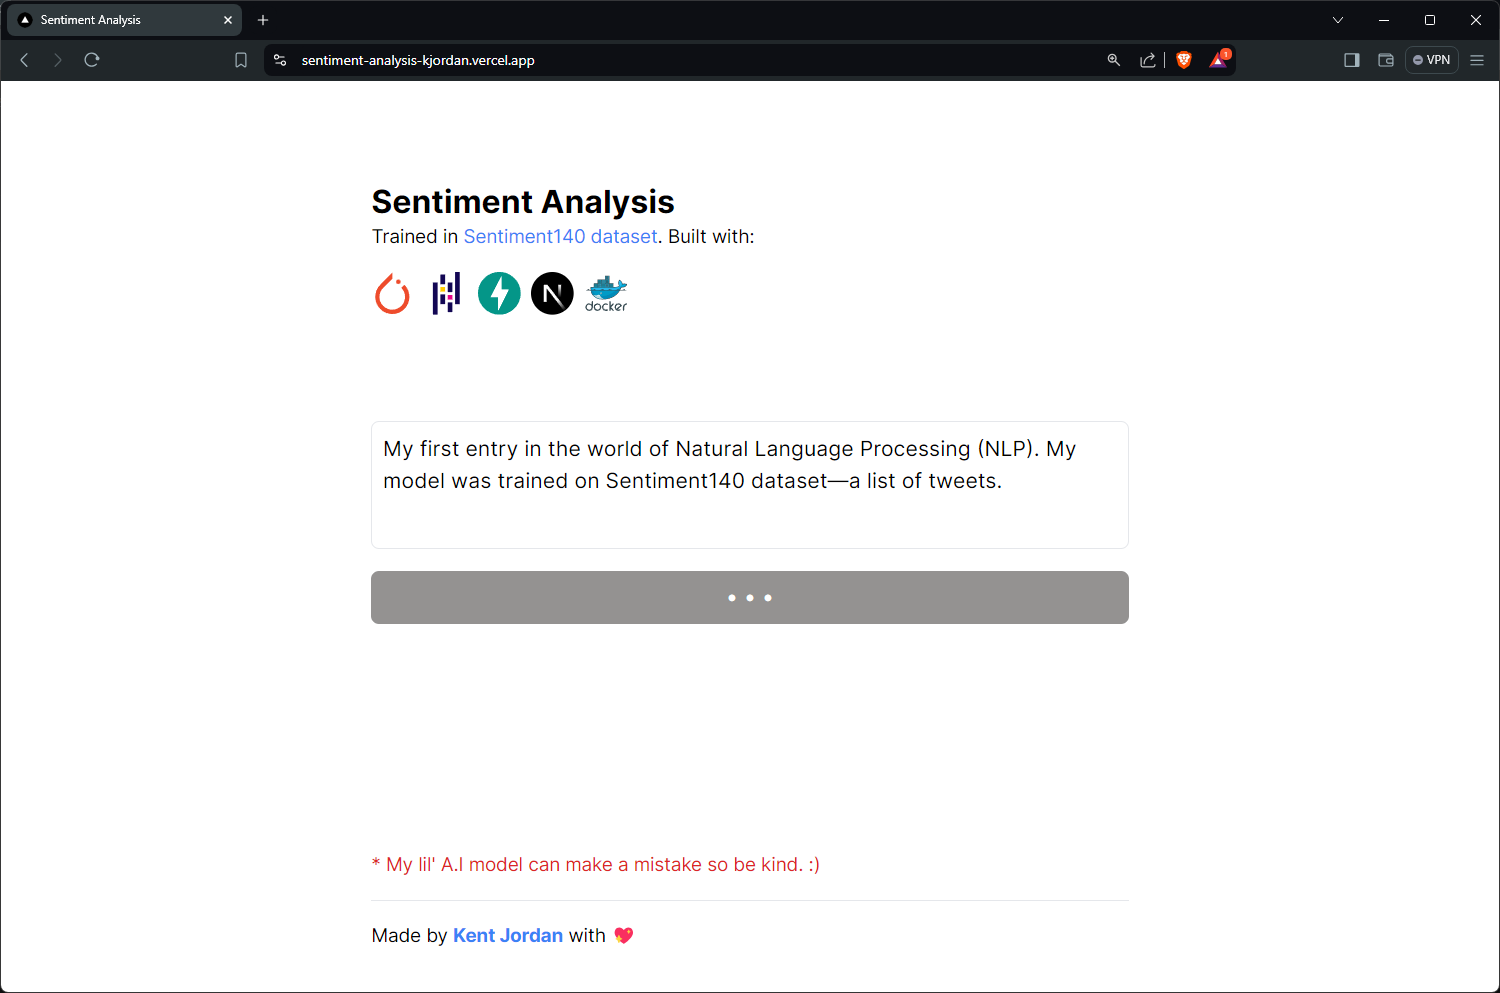 Sentiment Analysis
sentiment-analysis-kjordan.vercel.app
1
VPN
Sentiment Analysis
Trained in Sentiment140 dataset. Built with:
N
docker
My first entry in the world of Natural Language Processing (NLP). My
model was trained on Sentiment140 dataset—a list of tweets.
* My lil' A.I model can make a mistake so be kind. :)
Made by Kent Jordan with 💖